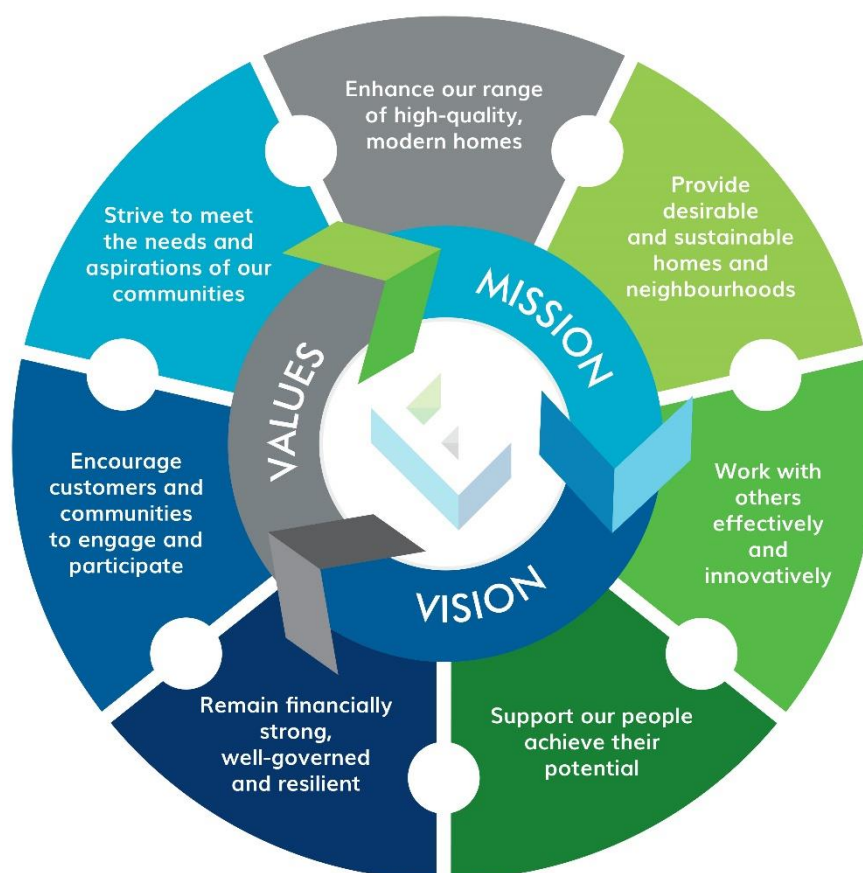 Enhance our range
of high-quality,
modern homes
Provide
desirable
and sustainable
homes and
neighbourhoods
Work with
others
effectively
and
innovatively
Support our people
achieve their
potential
Remain financially
strong,
well-governed
and resilient
Encourage
customers and
communities
to engage and
participate
Strive to meet
the needs and
aspirations of our
communities
MISSION
VISION
VALUES